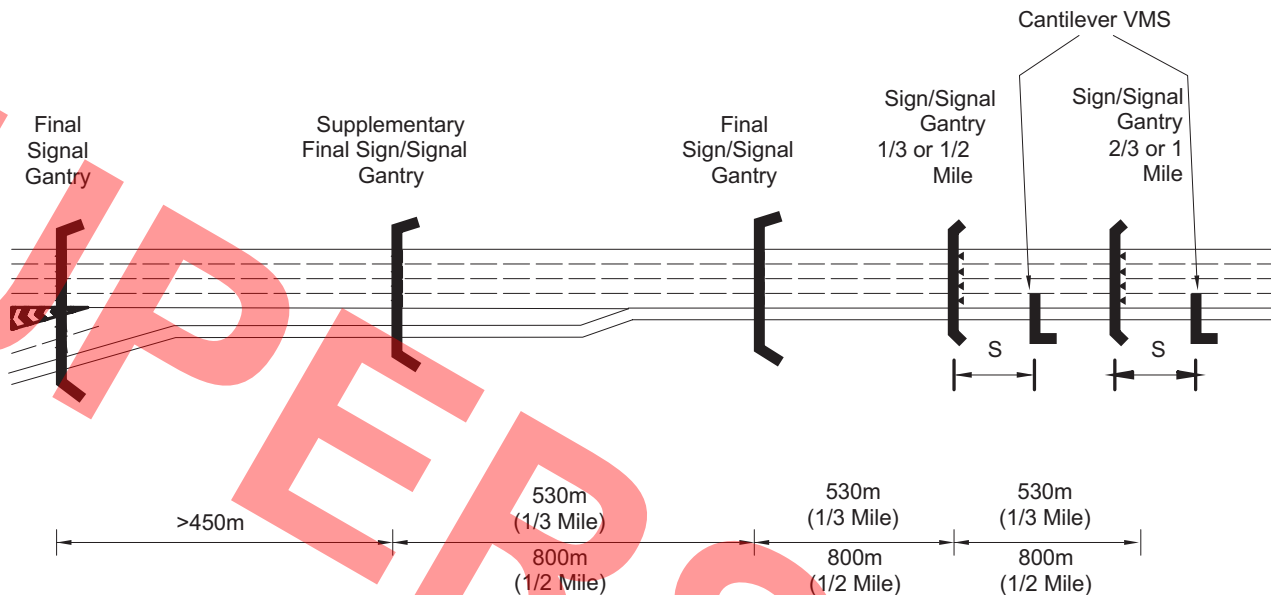 Cantilever VMS
Final
Signal
Gantry
Supplementary
Final Sign/Signal
Gantry
Final
Sign/Signal
Gantry
Sign/Signal
Gantry
1/3 or 1/2
Mile
Sign/Signal
Gantry
2/3 or 1
Mile
S
S
>450m
530m
(1/3 Mile)
800m
(1/2 Mile)
530m
(1/3 Mile)
800m
(1/2 Mile)
530m
(1/3 Mile)
800m
(1/2 Mile)